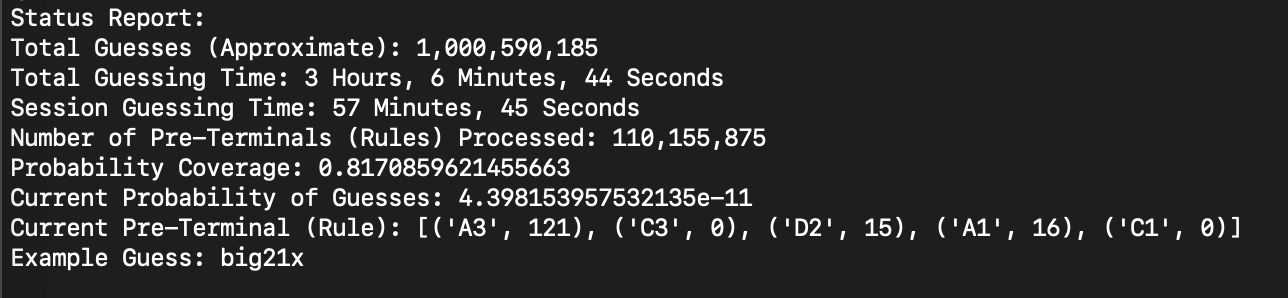 Status Report:
Total Guesses (Approximate): 1,000,590,185
Total Guessing Time: 3 Hours, 6 Minutes, 44 Seconds
Session Guessing Time: 57 Minutes, 45 Seconds
Number of Pre-Terminals (Rules) Processed: 110,155,875
Probability Coverage: 0.8170859621455663
Current Probability of Guesses: 4.398153957532135e-11
Current Pre-Terminal (Rule): [('A3', 121), ('C3', 0), ('D2', 15), ('A1', 16), ('C1', 0)]
Example Guess: big21x